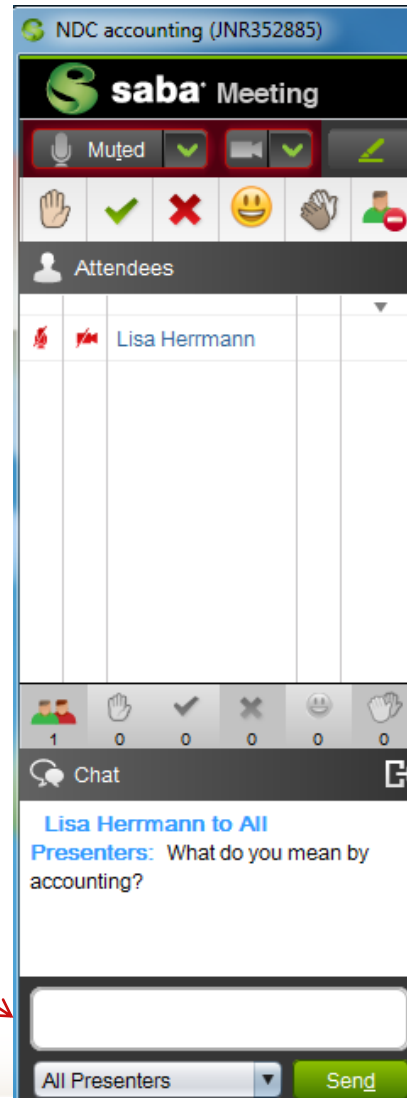 NDC accounting (JNR352885)
saba Meeting
Muted
Attendees
Lisa Herrmann
1 0 0 0 0 0
Chat
Lisa Herrmann to All
Presenters: What do you mean by
accounting?
All Presenters
Send